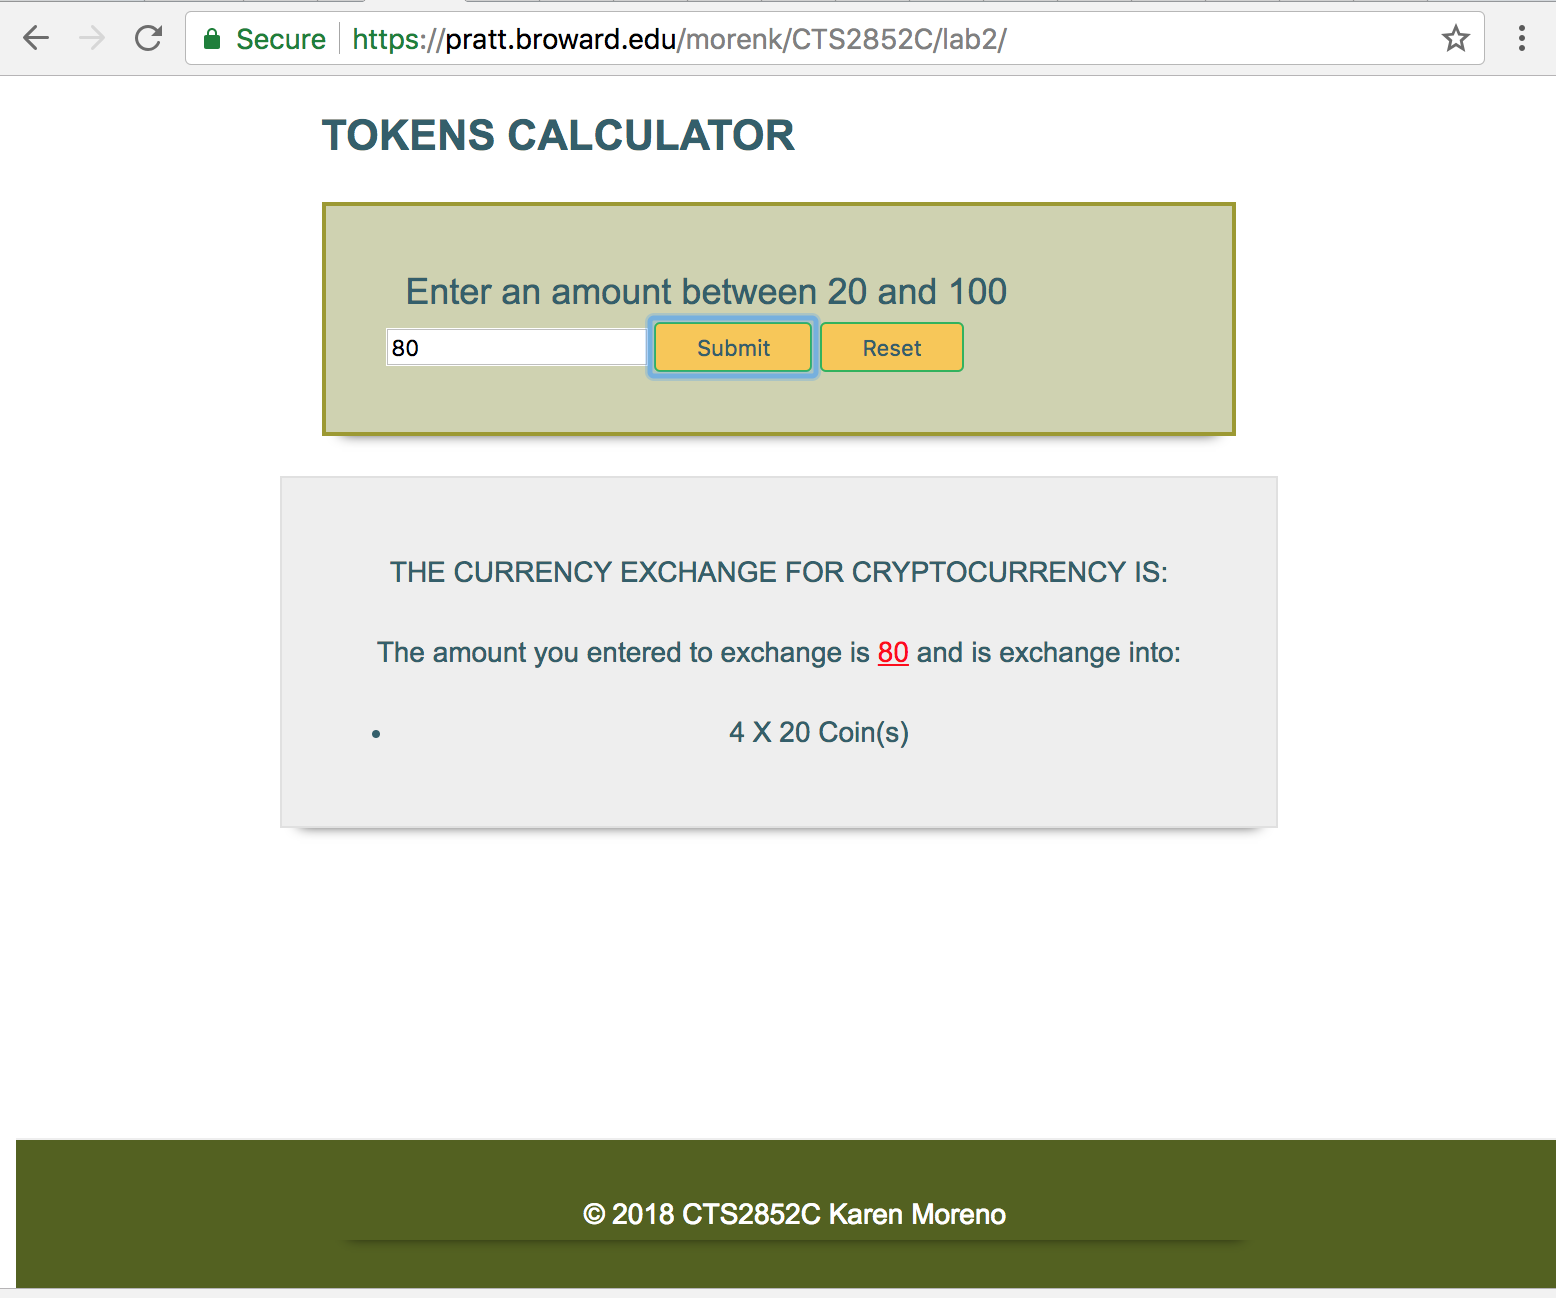 Secure https://pratt.broward.edu/morenk/CTS2852C/lab2/
TOKENS CALCULATOR
Enter an amount between 20 and 100
80 Submit Reset
THE CURRENCY EXCHANGE FOR CRYPTOCURRENCY IS:
The amount you entered to exchange is 80 and is exchange into:
• 4 X 20 Coin(s)
© 2018 CTS2852C Karen Moreno